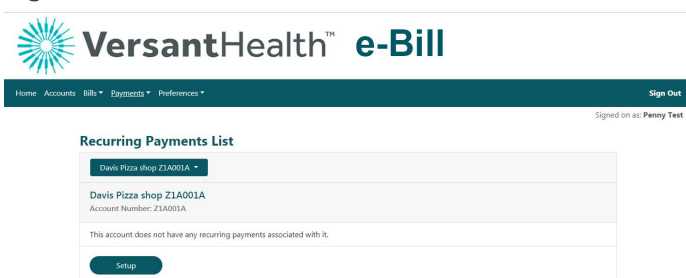 VersantHealth™ e-Bill
Home Accounts Bills Payments Preferences Sign Out
Signed on as: Penny Test
Recurring Payments List
Davis Pizza shop Z1A001A
Davis Pizza shop Z1A001A
Account Number: Z1A001A
This account does not have any recurring payments associated with it.
Setup